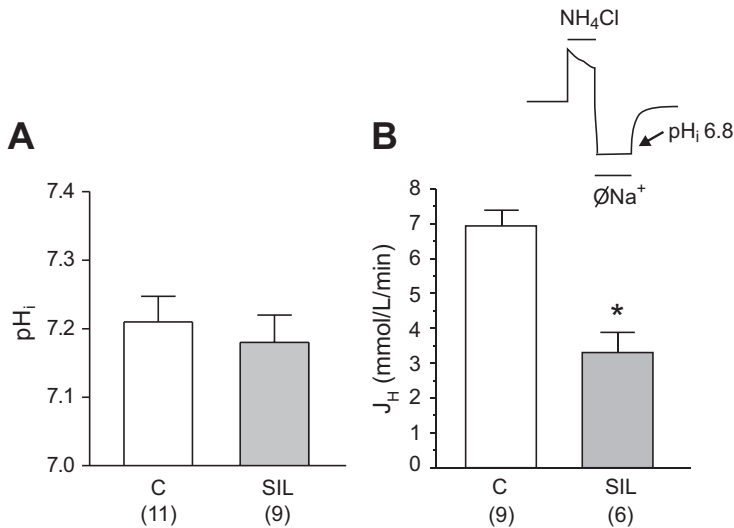 A
7.4
7.3
7.2
7.1
7.0
pHi
C
SIL
(11)
(9)
B
NH4Cl
pHi 6.8
ØNa+
8
7
6
5
4
3
2
1
0
JH (mmol/L/min)
*
C
SIL
(9)
(6)